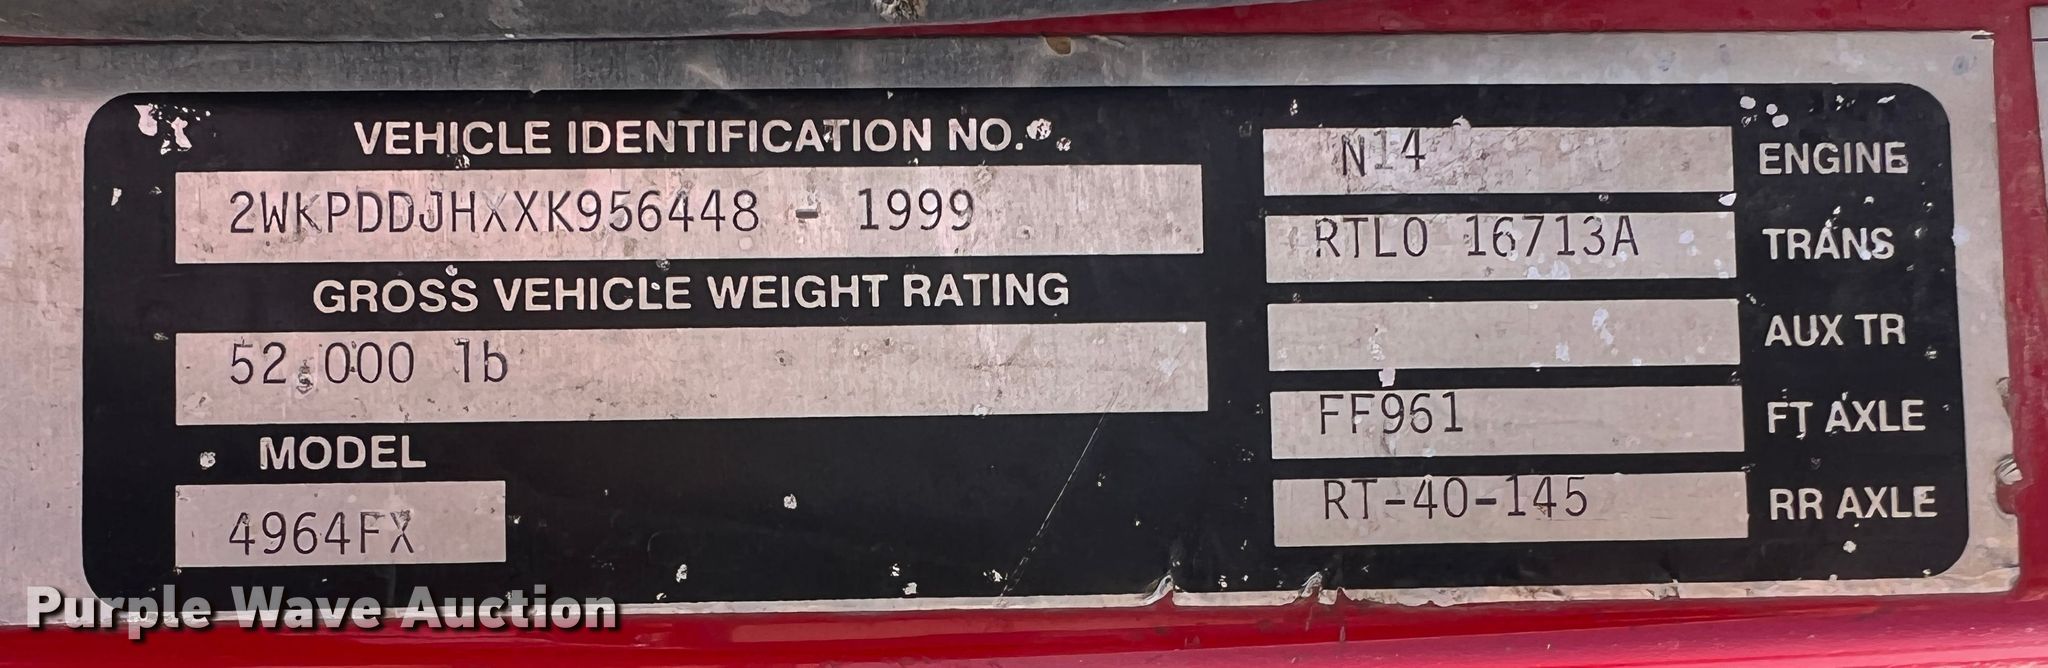 VEHICLE IDENTIFICATION NO.
2WKPDDJHXXK956448 - 1999
GROSS VEHICLE WEIGHT RATING
52,000 lb
MODEL
4964FX
N14 ENGINE
RTLO 16713A TRANS
AUX TR
FF961 FT AXLE
RT-40-145 RR AXLE
Purple Wave Auction